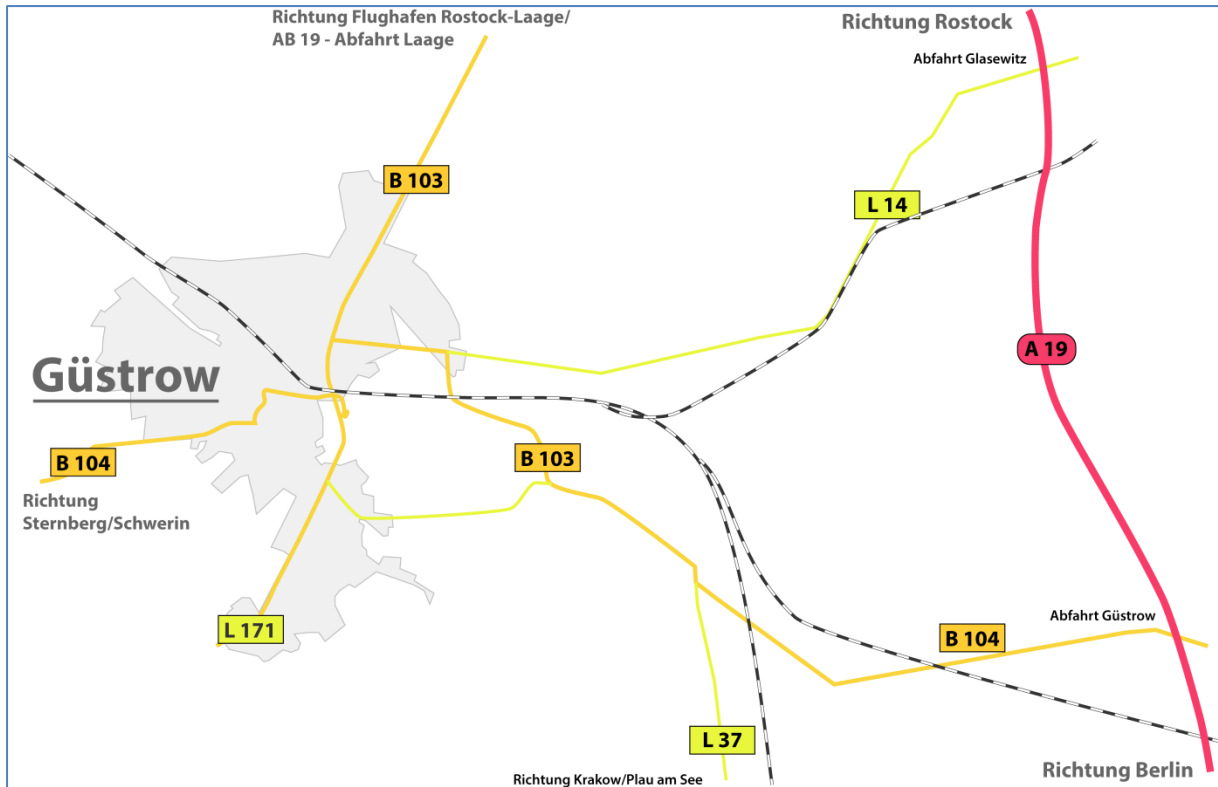 Richtung Flughafen Rostock-Laage/
AB 19 - Abfahrt Laage
Richtung Rostock
Abfahrt Glasewitz
B 103
L 14
A 19
Güstrow
B 104
B 103
Richtung
Sternberg/Schwerin
L 171
Abfahrt Güstrow
B 104
L 37
Richtung Krakow/Plau am See
Richtung Berlin